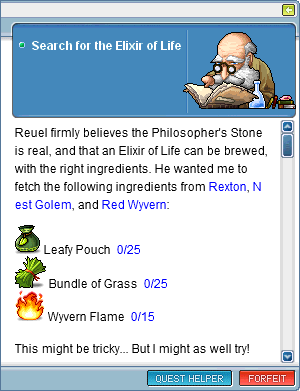 Search for the Elixir of Life
Reuel firmly believes the Philosopher's Stone
is real, and that an Elixir of Life can be brewed,
with the right ingredients. He wanted me to
fetch the following ingredients from Rexton, N
est Golem, and Red Wyvern:
Leafy Pouch 0/25
Bundle of Grass 0/25
Wyvern Flame 0/15
This might be tricky... But I might as well try!
QUEST HELPER FORFEIT